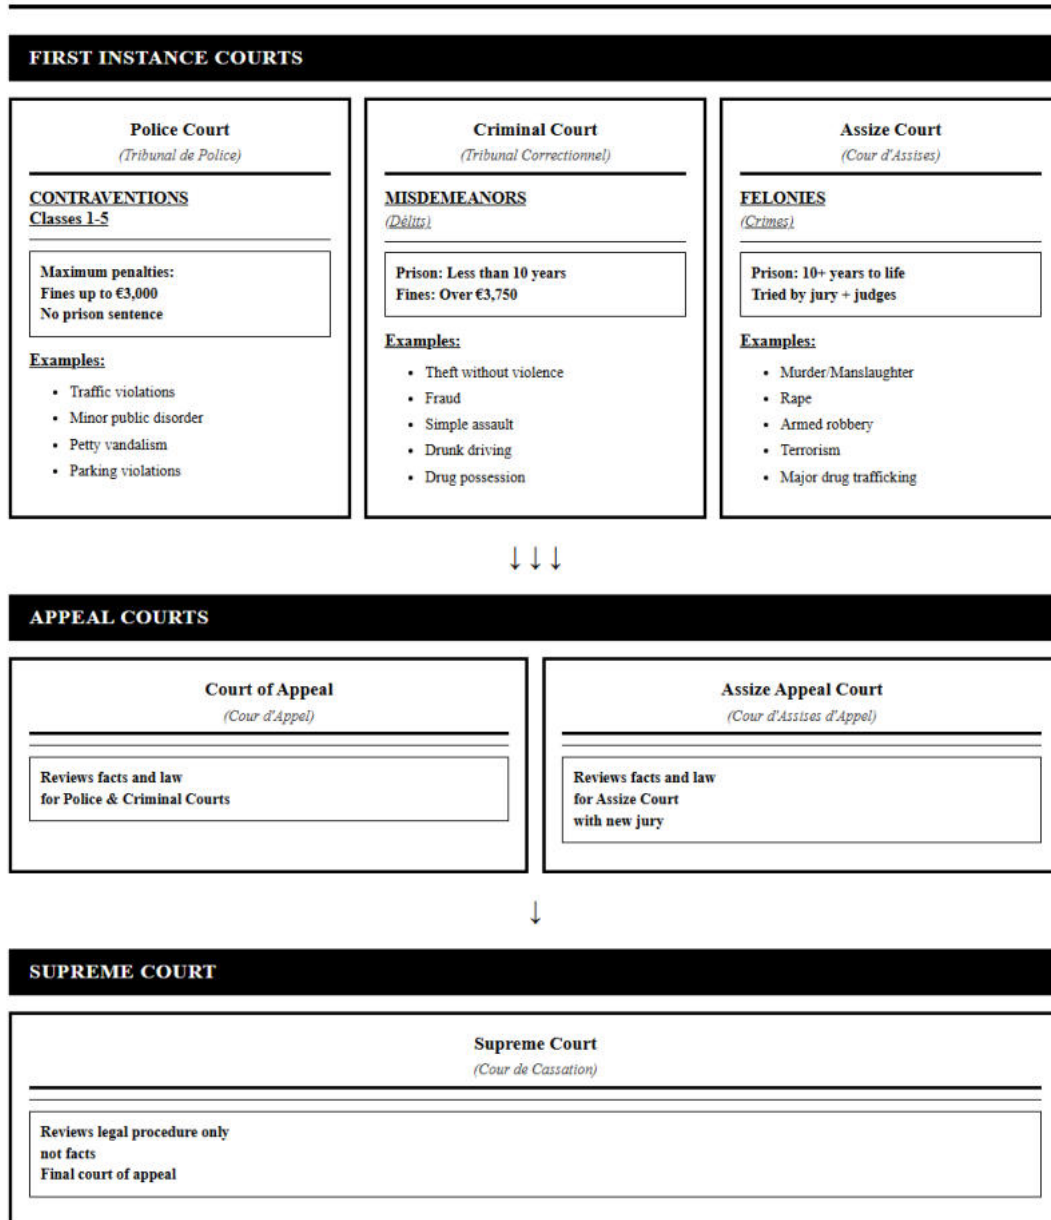 FIRST INSTANCE COURTS
Police Court
(Tribunal de Police)
CONTRAVENTIONS
Classes 1-5
Maximum penalties:
Fines up to €3,000
No prison sentence
Examples:
• Traffic violations
• Minor public disorder
• Petty vandalism
• Parking violations
Criminal Court
(Tribunal Correctionnel)
MISDEMEANORS
(Délits)
Prison: Less than 10 years
Fines: Over €3,750
Examples:
• Theft without violence
• Fraud
• Simple assault
• Drunk driving
• Drug possession
Assize Court
(Cour d'Assises)
FELONIES
(Crimes)
Prison: 10+ years to life
Tried by jury + judges
Examples:
• Murder/Manslaughter
• Rape
• Armed robbery
• Terrorism
• Major drug trafficking
↓↓↓
APPEAL COURTS
Court of Appeal
(Cour d'Appel)
Reviews facts and law
for Police & Criminal Courts
Assize Appeal Court
(Cour d'Assises d'Appel)
Reviews facts and law
for Assize Court
with new jury
↓
SUPREME COURT
Supreme Court
(Cour de Cassation)
Reviews legal procedure only
not facts
Final court of appeal